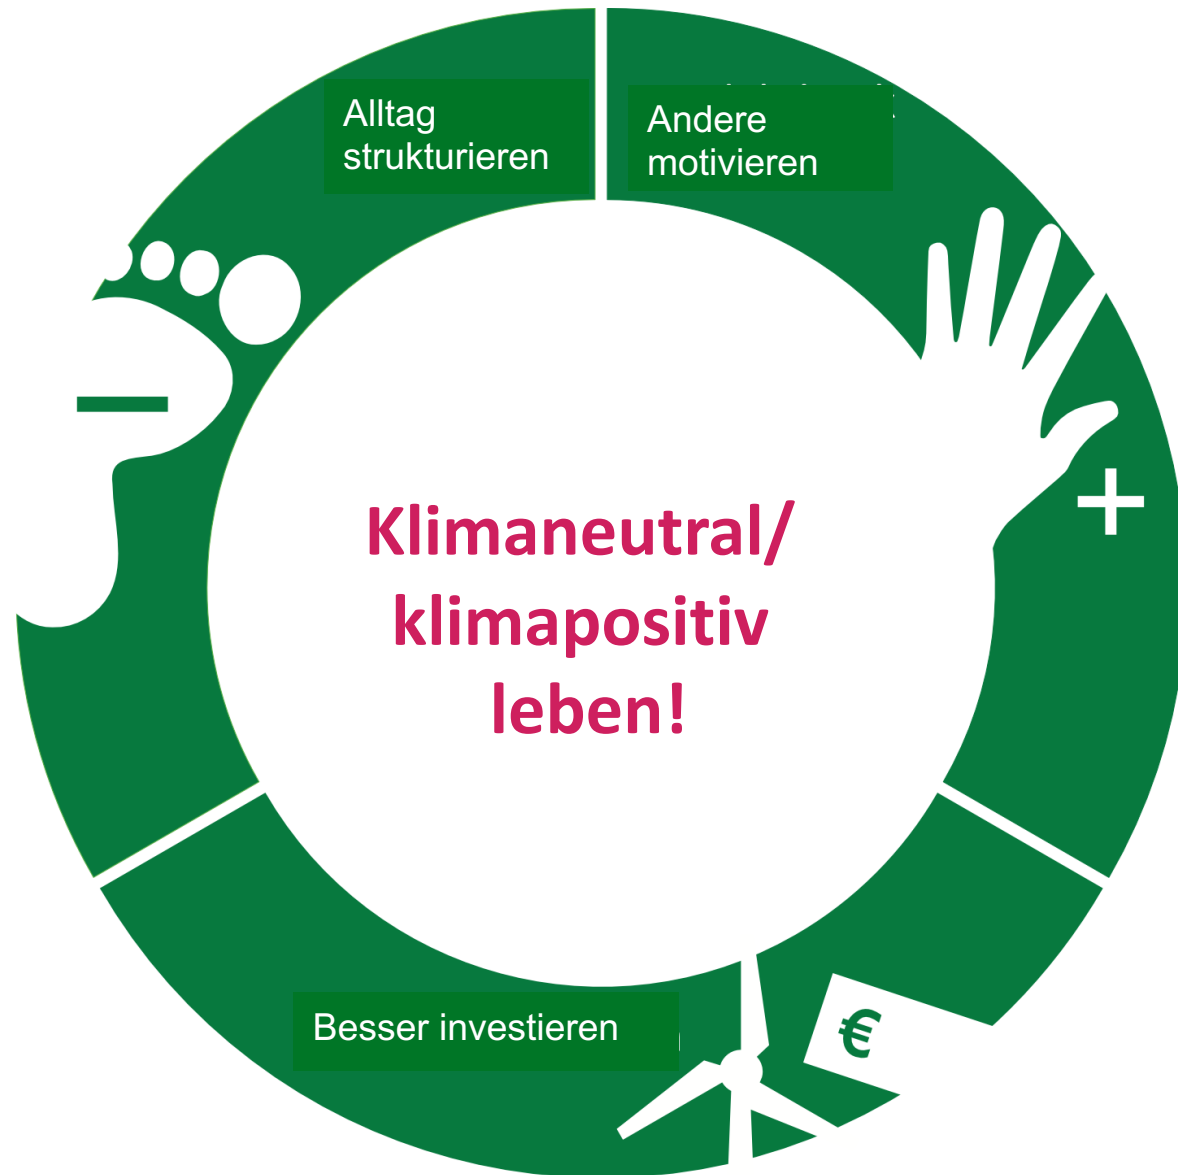 Alltag
strukturieren
Andere
motivieren
+
Klimaneutral/
klimapositiv
leben!
Besser investieren
€